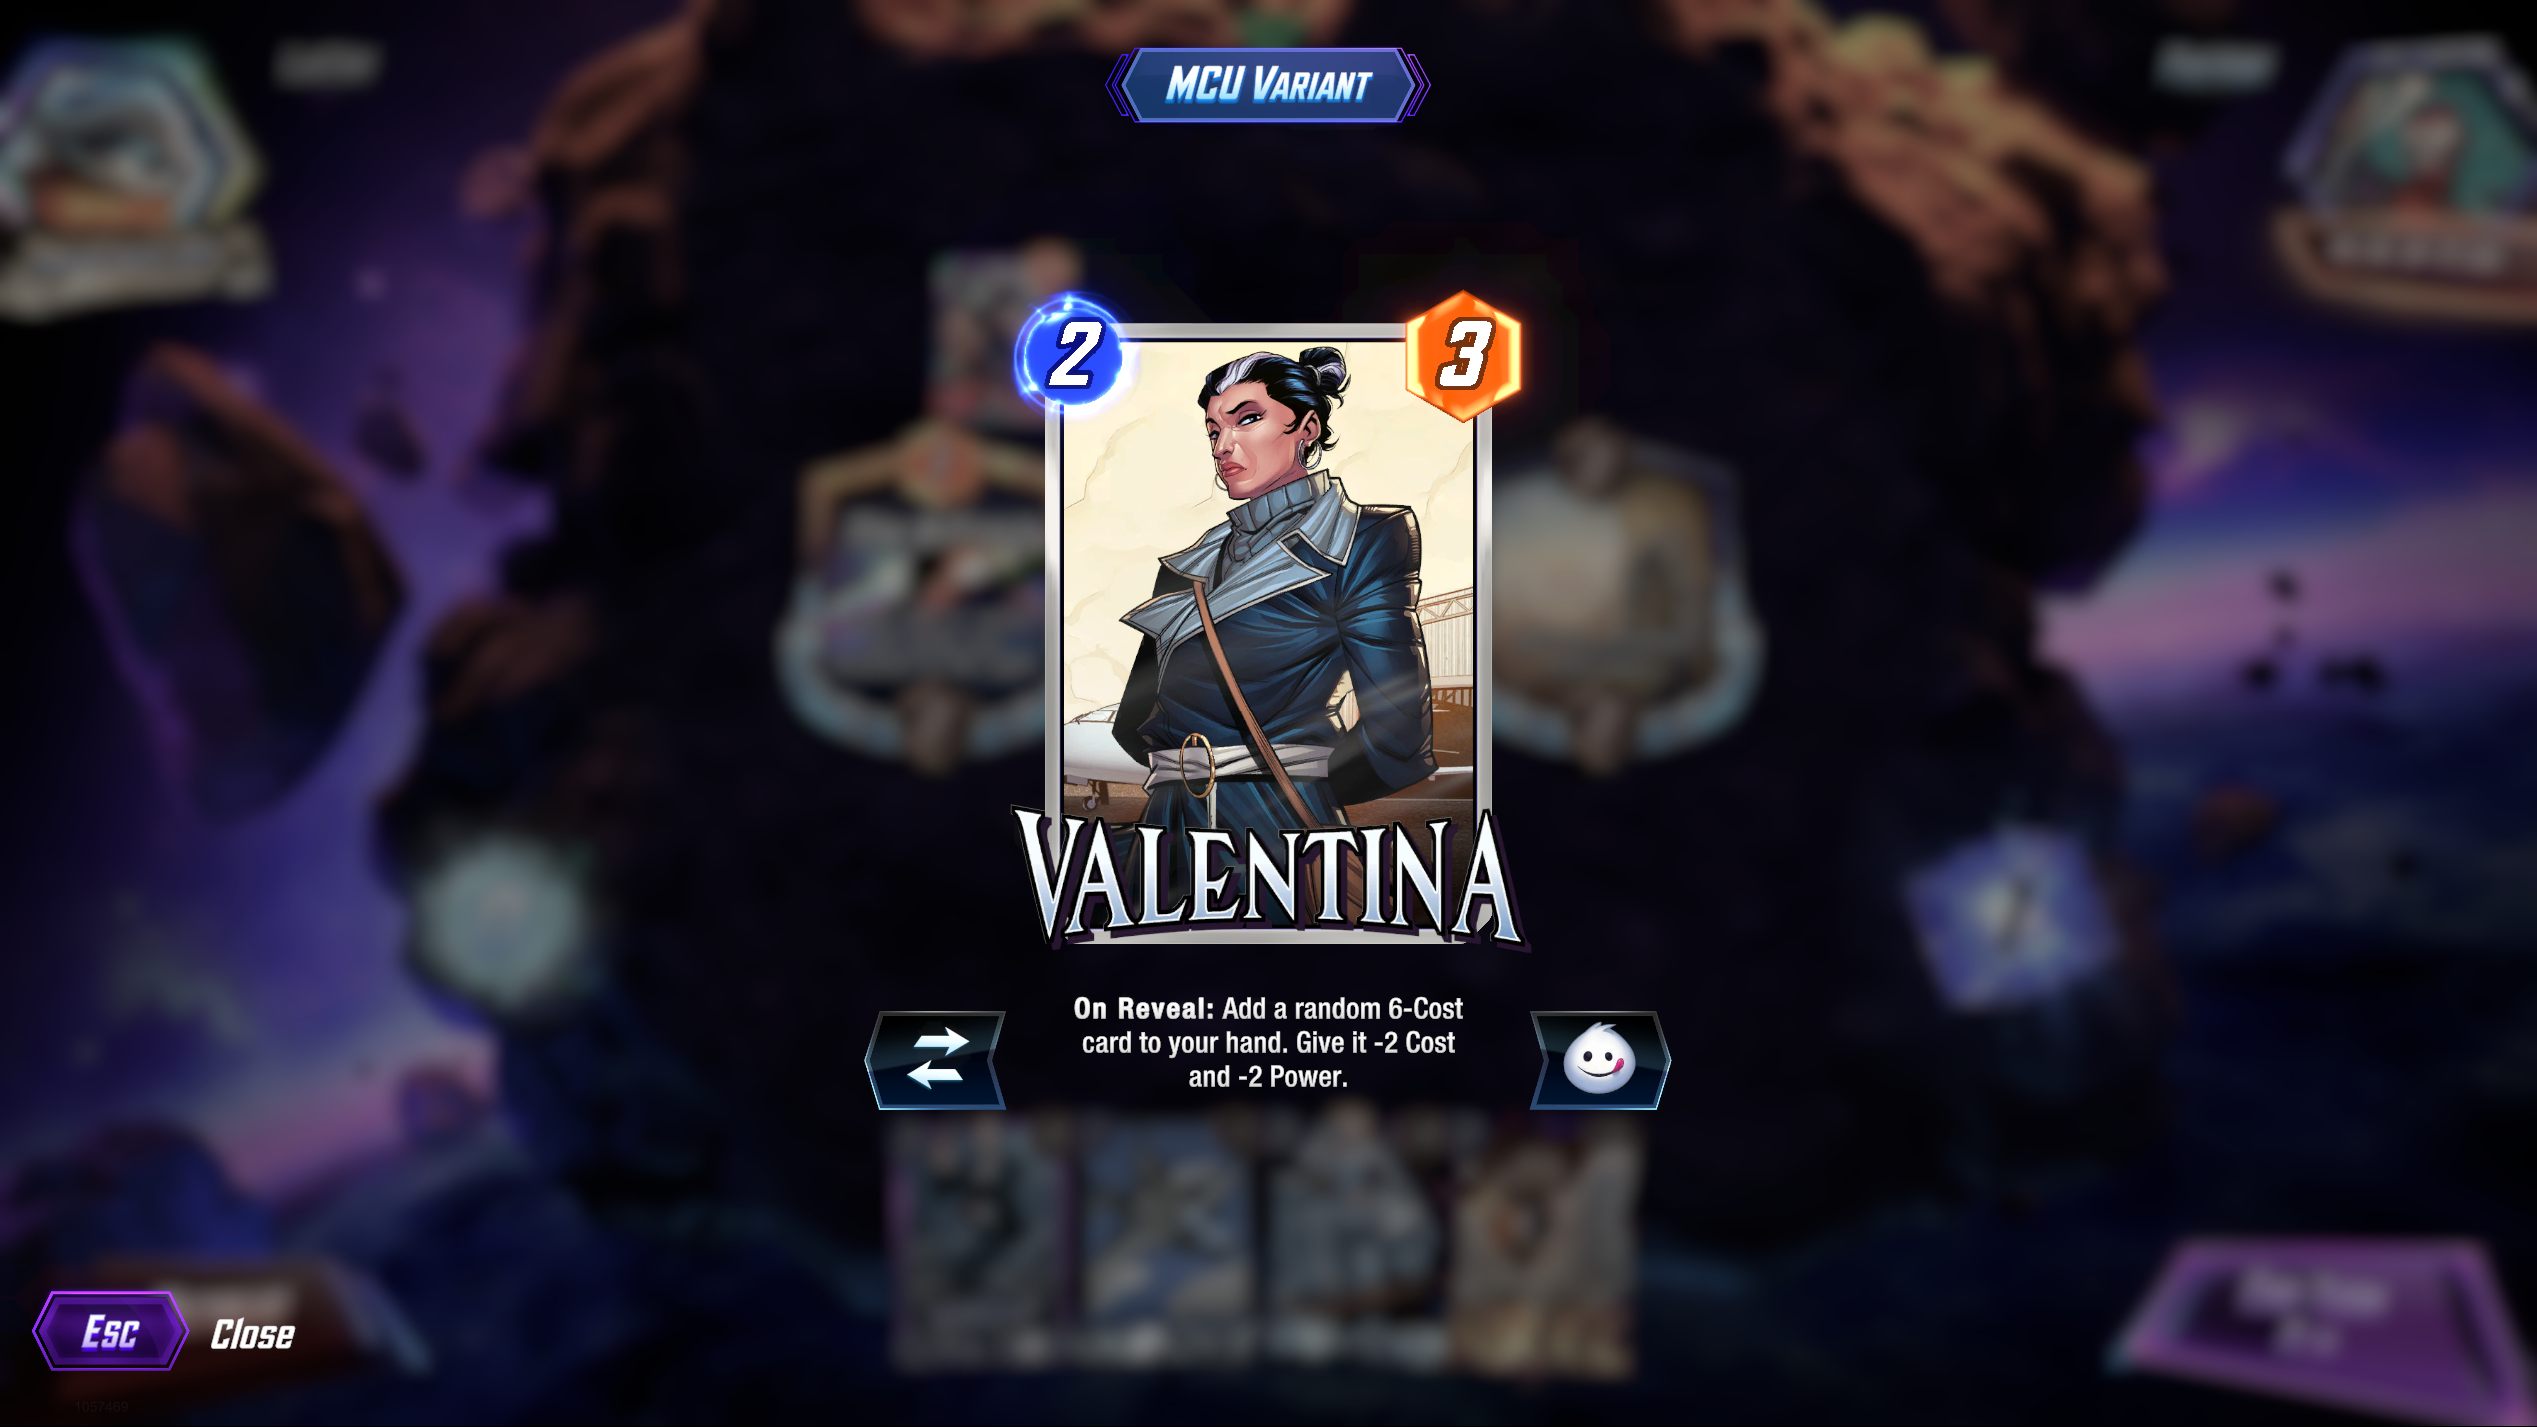 MCU VARIANT
2
3
VALENTINA
On Reveal: Add a random 6-Cost
card to your hand. Give it -2 Cost
and -2 Power.
Esc
Close
1057469